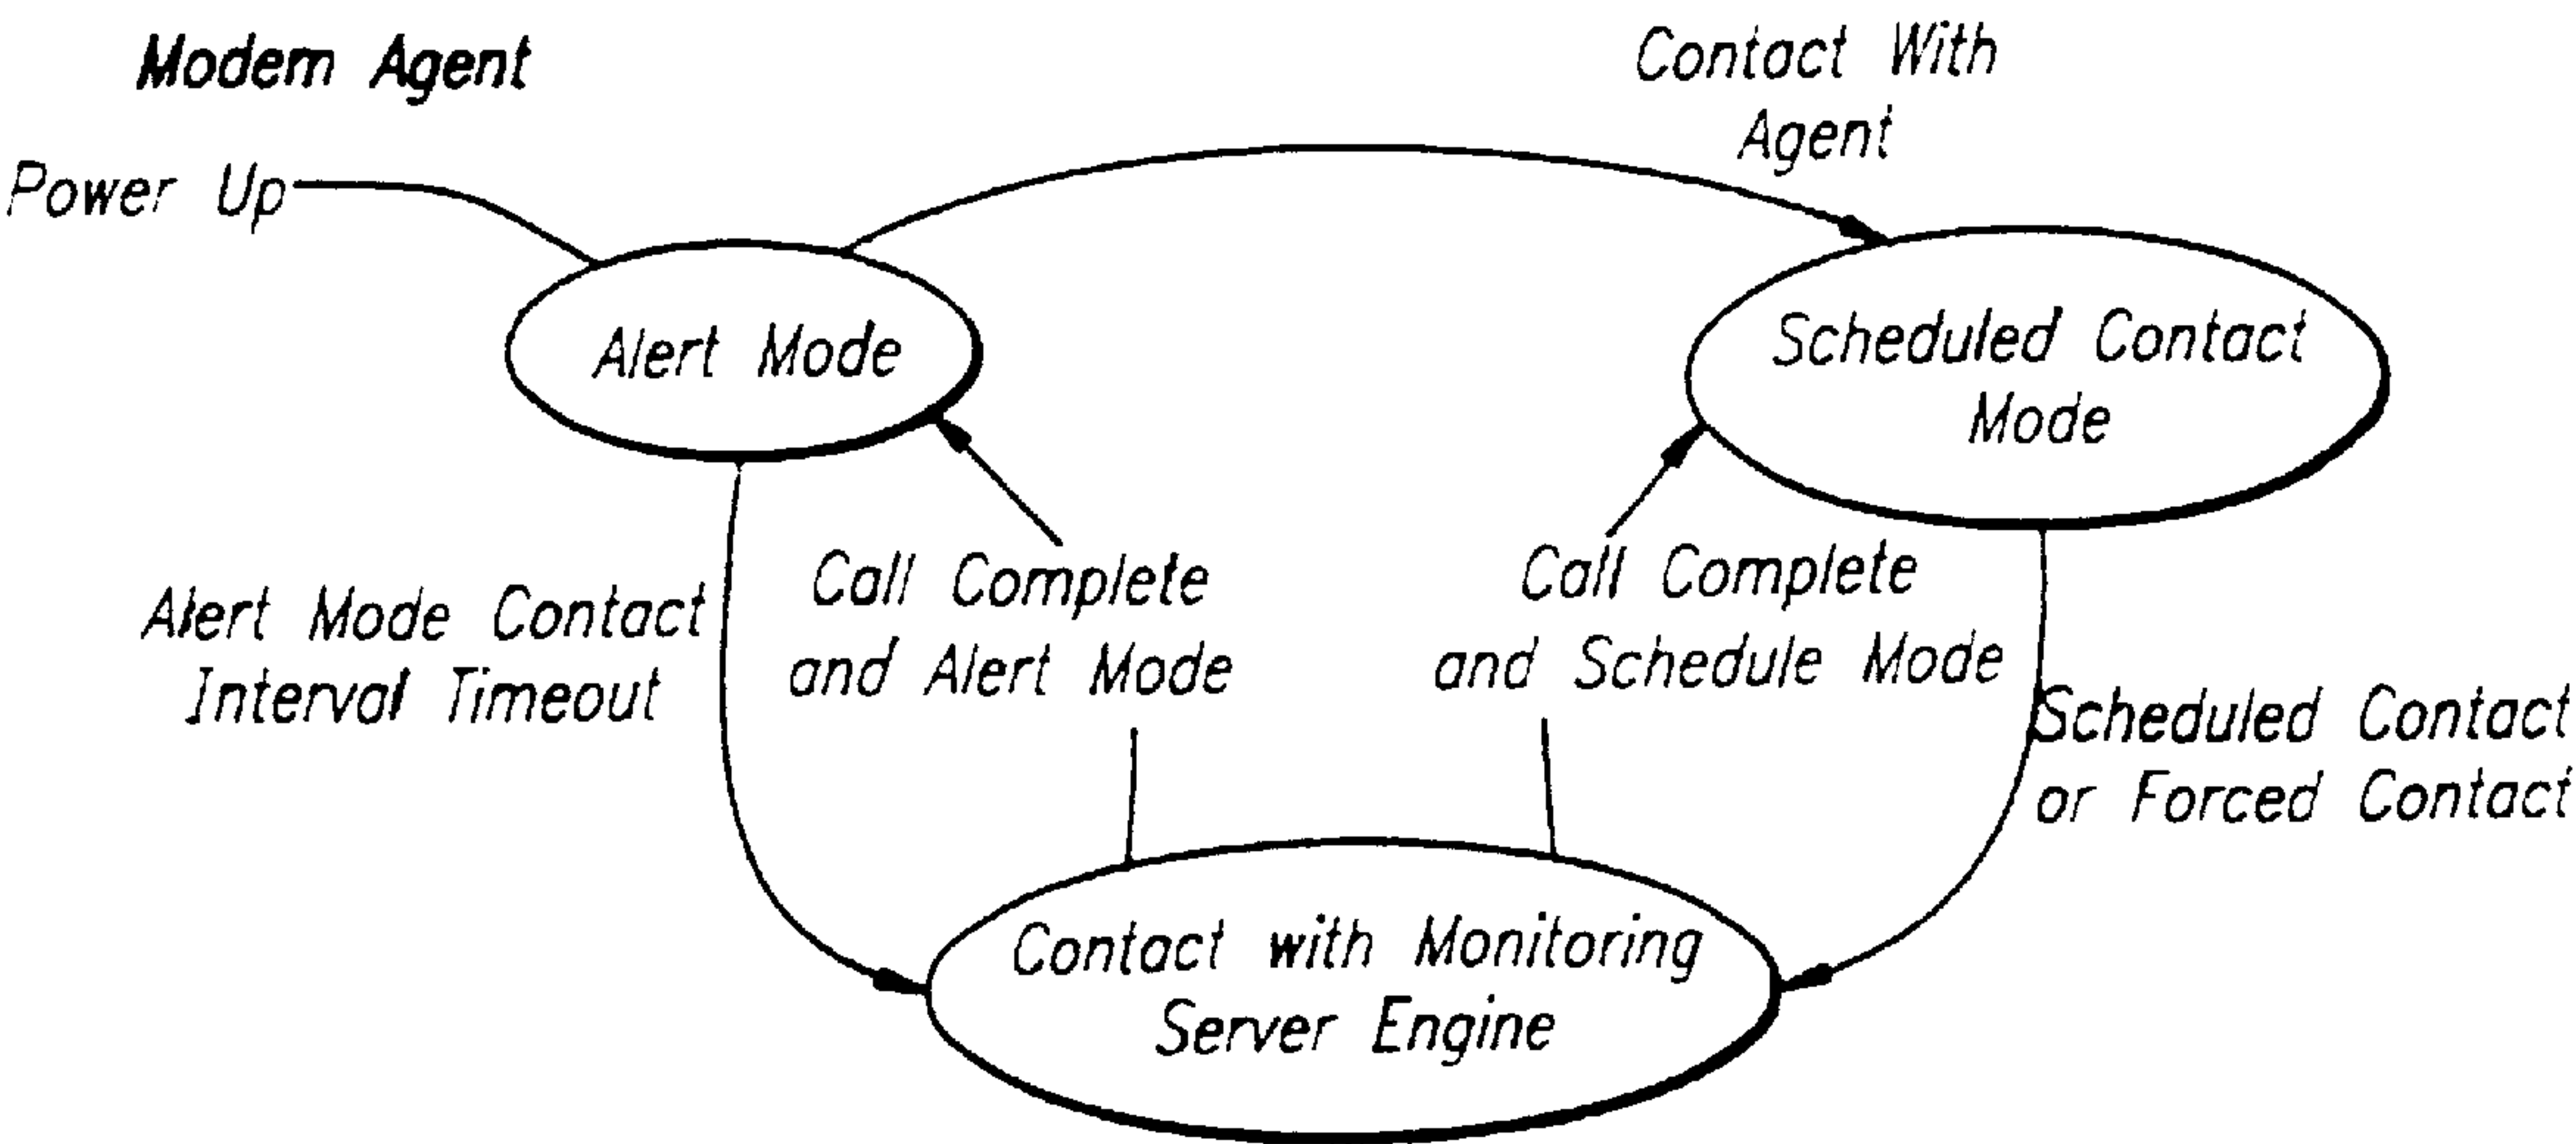 Modem Agent
Contact With
Agent
Power Up
Alert Mode
Scheduled Contact
Mode
Alert Mode Contact
Interval Timeout
Call Complete
and Alert Mode
Call Complete
and Schedule Mode
Scheduled Contact
or Forced Contact
Contact with Monitoring
Server Engine